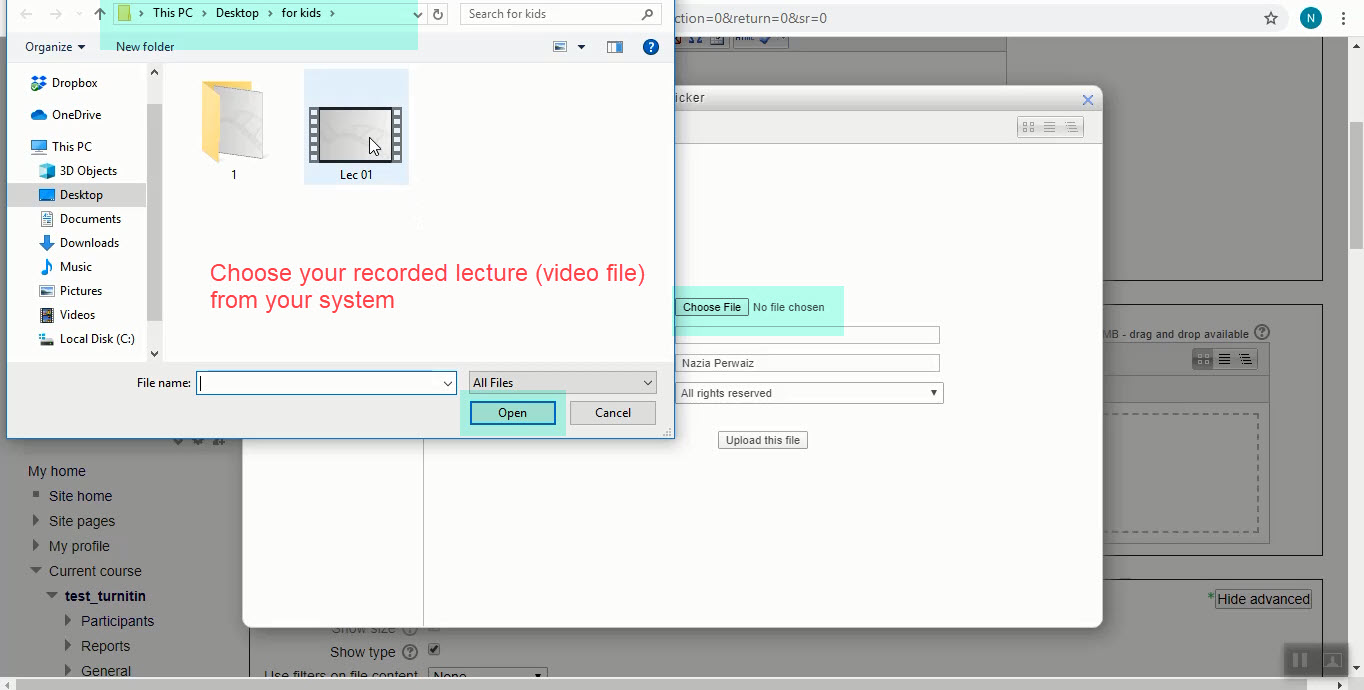 This PC > Desktop > for kids >
Search for kids
ction=0&return=0&sr=0
N
Organize
New folder
?
Dropbox
OneDrive
This PC
3D Objects
Desktop
Documents
Downloads
Music
Pictures
Videos
Local Disk (C:)
1
Lec 01
Choose your recorded lecture (video file)
from your system
File name:
All Files
Open
Cancel
icker
Choose File No file chosen
Nazia Perwaiz
All rights reserved
Upload this file
MB - drag and drop available ?
My home
Site home
Site pages
My profile
Current course
test_turnitin
Participants
Reports
General
*Hide advanced
Show size ?
Show type ?
Use filters on file content None